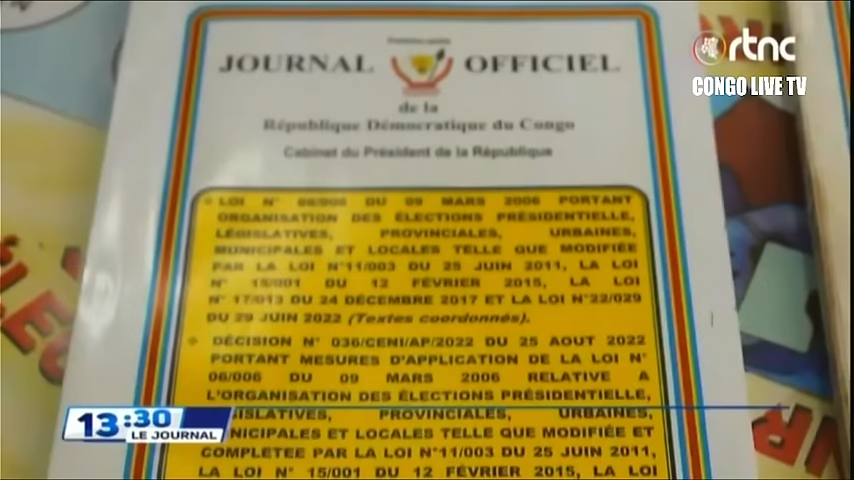 rtnc
CONGO LIVE TV
JOURNAL OFFICIEL
de la
République Démocratique du Congo
Cabinet du Président de la République
LOI N° 06/006 DU 09 MARS 2006 PORTANT
ORGANISATION DES ÉLECTIONS PRÉSIDENTIELLE,
LÉGISLATIVES, PROVINCIALES, URBAINES,
MUNICIPALES ET LOCALES TELLE QUE MODIFIÉE
PAR LA LOI N°11/003 DU 25 JUIN 2011, LA LOI
N° 15/001 DU 12 FÉVRIER 2015, LA LOI
N° 17/013 DU 24 DÉCEMBRE 2017 ET LA LOI N°22/029
DU 29 JUIN 2022 (Textes coordonnés).
DÉCISION N° 036/CENI/AP/2022 DU 25 AOUT 2022
PORTANT MESURES D'APPLICATION DE LA LOI N°
06/006 DU 09 MARS 2006 RELATIVE A
L'ORGANISATION DES ÉLECTIONS PRÉSIDENTIELLE,
ISLATIVES, PROVINCIALES, URBAINES,
NICIPALES ET LOCALES TELLE QUE MODIFIÉE ET
COMPLETEE PAR LA LOI N°11/003 DU 25 JUIN 2011,
LA LOI N° 15/001 DU 12 FÉVRIER 2015, LA LOI
13:30
LE JOURNAL